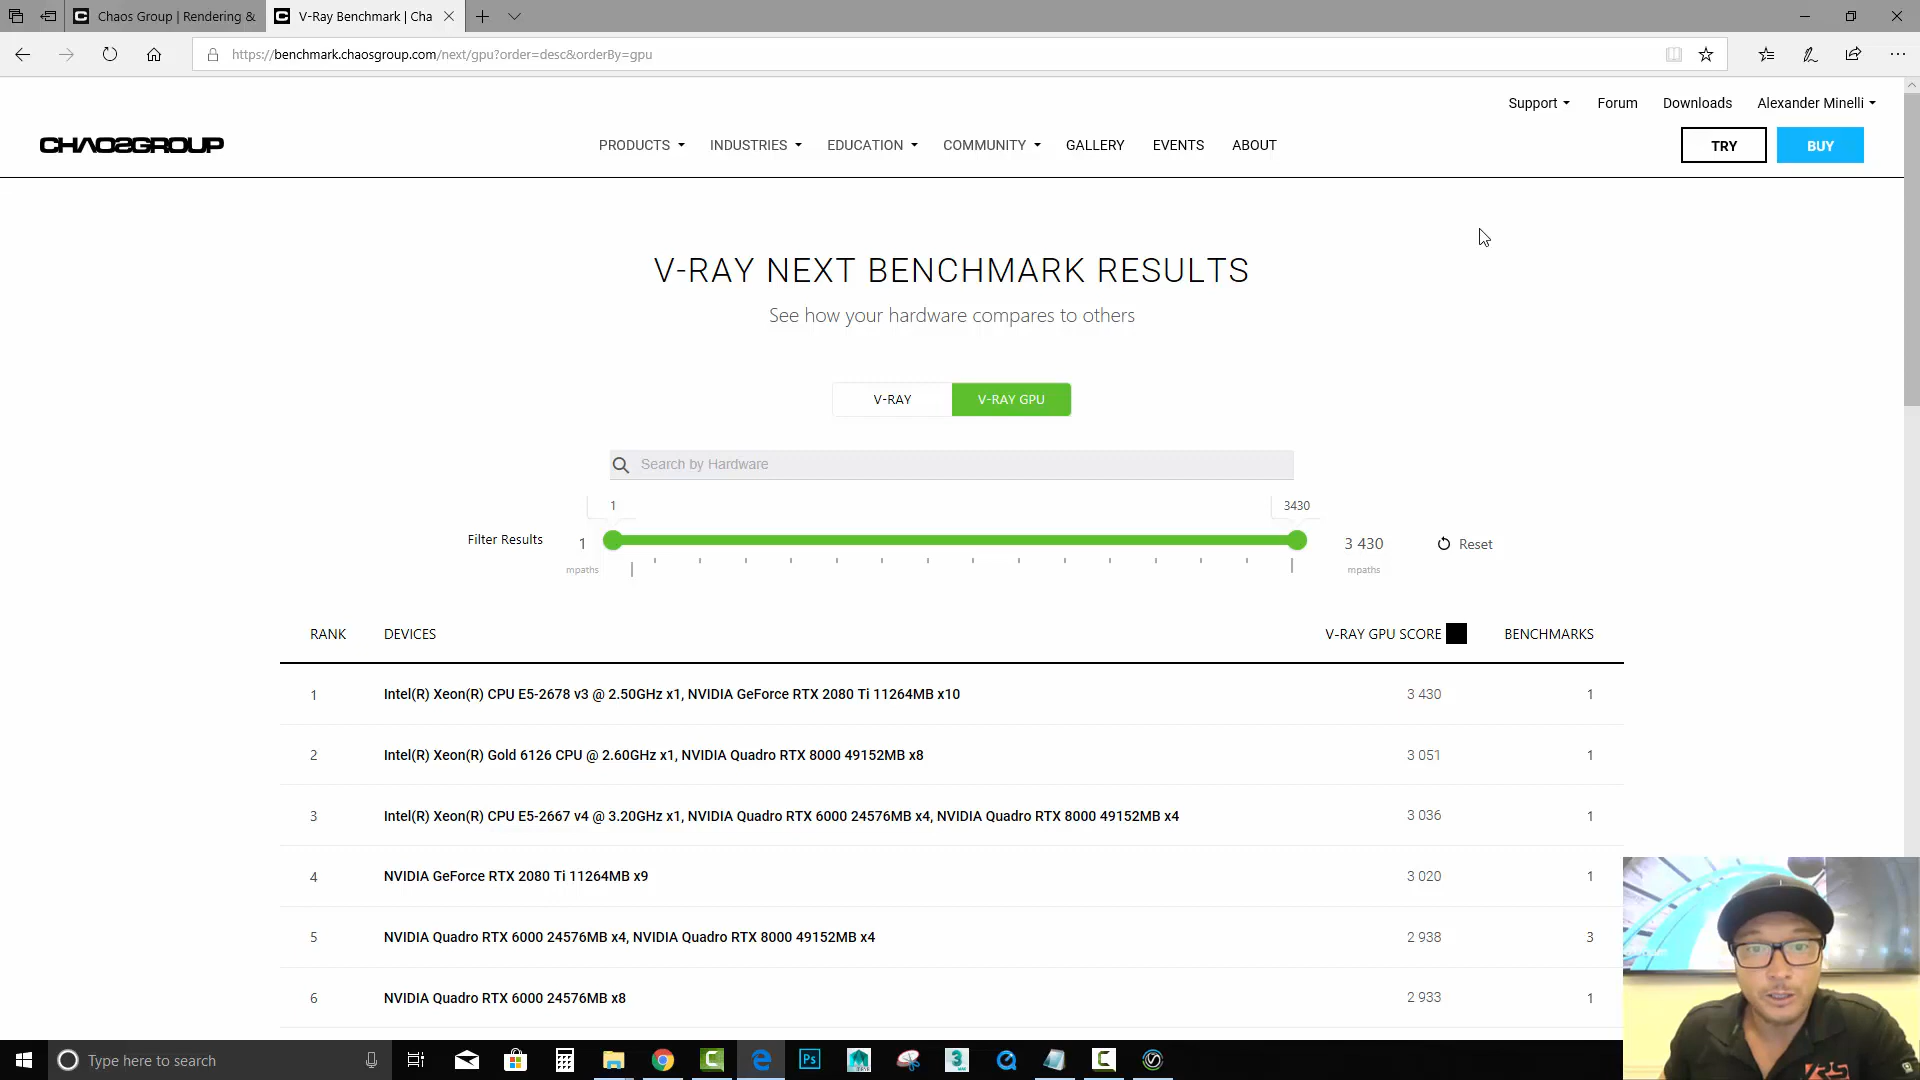 Chaos Group | Rendering &
V-Ray Benchmark | Cha
https://benchmark.chaosgroup.com/next/gpu?order=desc&orderBy=gpu
Support
Forum
Downloads
Alexander Minelli
CHAOSGROUP
PRODUCTS
INDUSTRIES
EDUCATION
COMMUNITY
GALLERY
EVENTS
ABOUT
TRY
BUY
V-RAY NEXT BENCHMARK RESULTS
See how your hardware compares to others
V-RAY
V-RAY GPU
Search by Hardware
1
3430
Filter Results
1
mpaths
3 430
mpaths
Reset
RANK DEVICES V-RAY GPU SCORE BENCHMARKS
1 Intel(R) Xeon(R) CPU E5-2678 v3 @ 2.50GHz x1, NVIDIA GeForce RTX 2080 Ti 11264MB x10 3 430 1
2 Intel(R) Xeon(R) Gold 6126 CPU @ 2.60GHz x1, NVIDIA Quadro RTX 8000 49152MB x8 3 051 1
3 Intel(R) Xeon(R) CPU E5-2667 v4 @ 3.20GHz x1, NVIDIA Quadro RTX 6000 24576MB x4, NVIDIA Quadro RTX 8000 49152MB x4 3 036 1
4 NVIDIA GeForce RTX 2080 Ti 11264MB x9 3 020 1
5 NVIDIA Quadro RTX 6000 24576MB x4, NVIDIA Quadro RTX 8000 49152MB x4 2 938 3
6 NVIDIA Quadro RTX 6000 24576MB x8 2 933 1
Type here to search
Ps
3